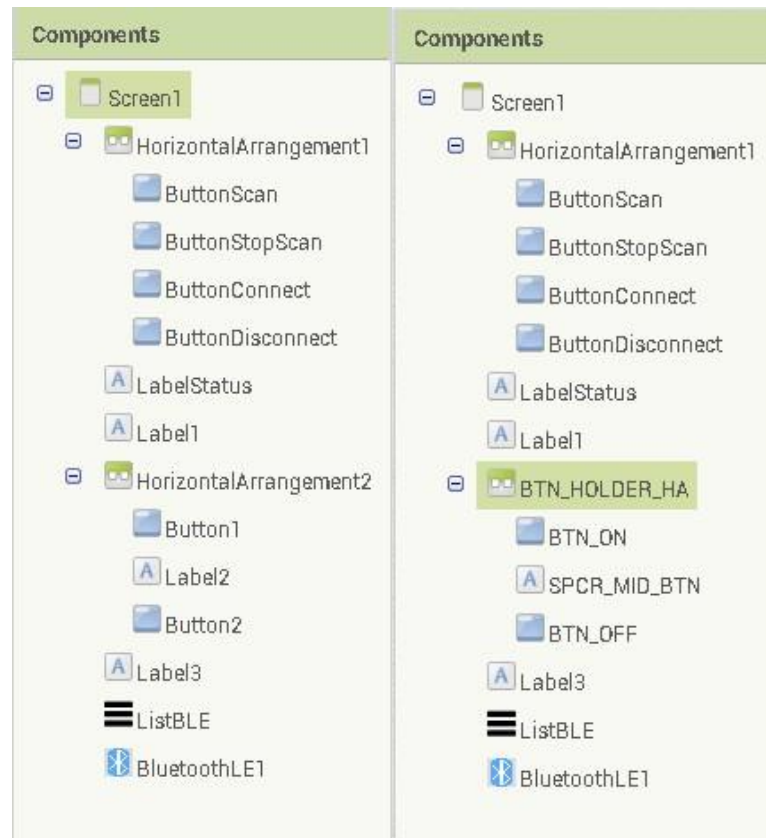 Components
Screen1
HorizontalArrangement1
ButtonScan
ButtonStopScan
ButtonConnect
ButtonDisconnect
LabelStatus
Label1
HorizontalArrangement2
Button1
Label2
Button2
Label3
ListBLE
BluetoothLE1
Components
Screen1
HorizontalArrangement1
ButtonScan
ButtonStopScan
ButtonConnect
ButtonDisconnect
LabelStatus
Label1
BTN_HOLDER_HA
BTN_ON
SPCR_MID_BTN
BTN_OFF
Label3
ListBLE
BluetoothLE1